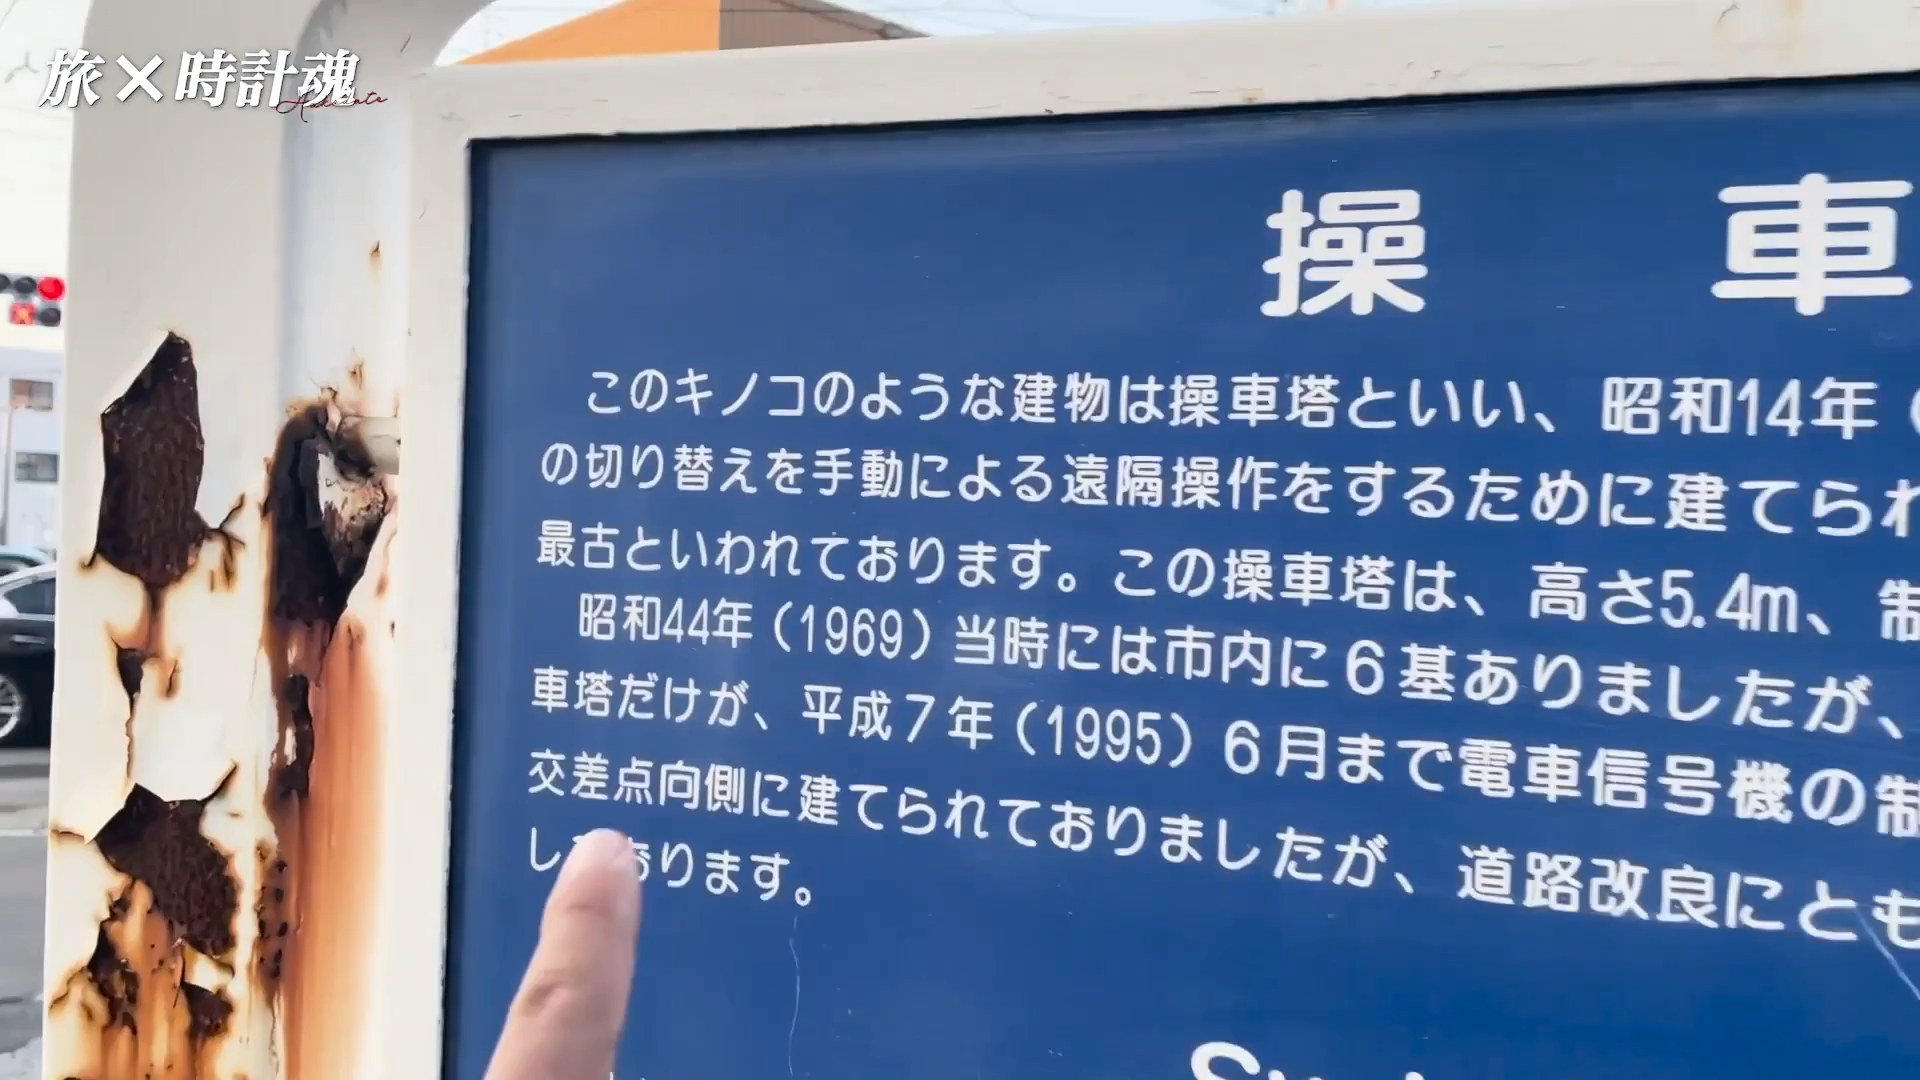 旅×時計魂
操 車
このキノコのような建物は操車塔といい、昭和14年（
の切り替えを手動による遠隔操作をするために建てられ
最古といわれております。この操車塔は、高さ5.4m、制
昭和44年（1969）当時には市内に６基ありましたが、
車塔だけが、平成７年（1995）６月まで電車信号機の制
交差点向側に建てられておりましたが、道路改良にとも
しております。